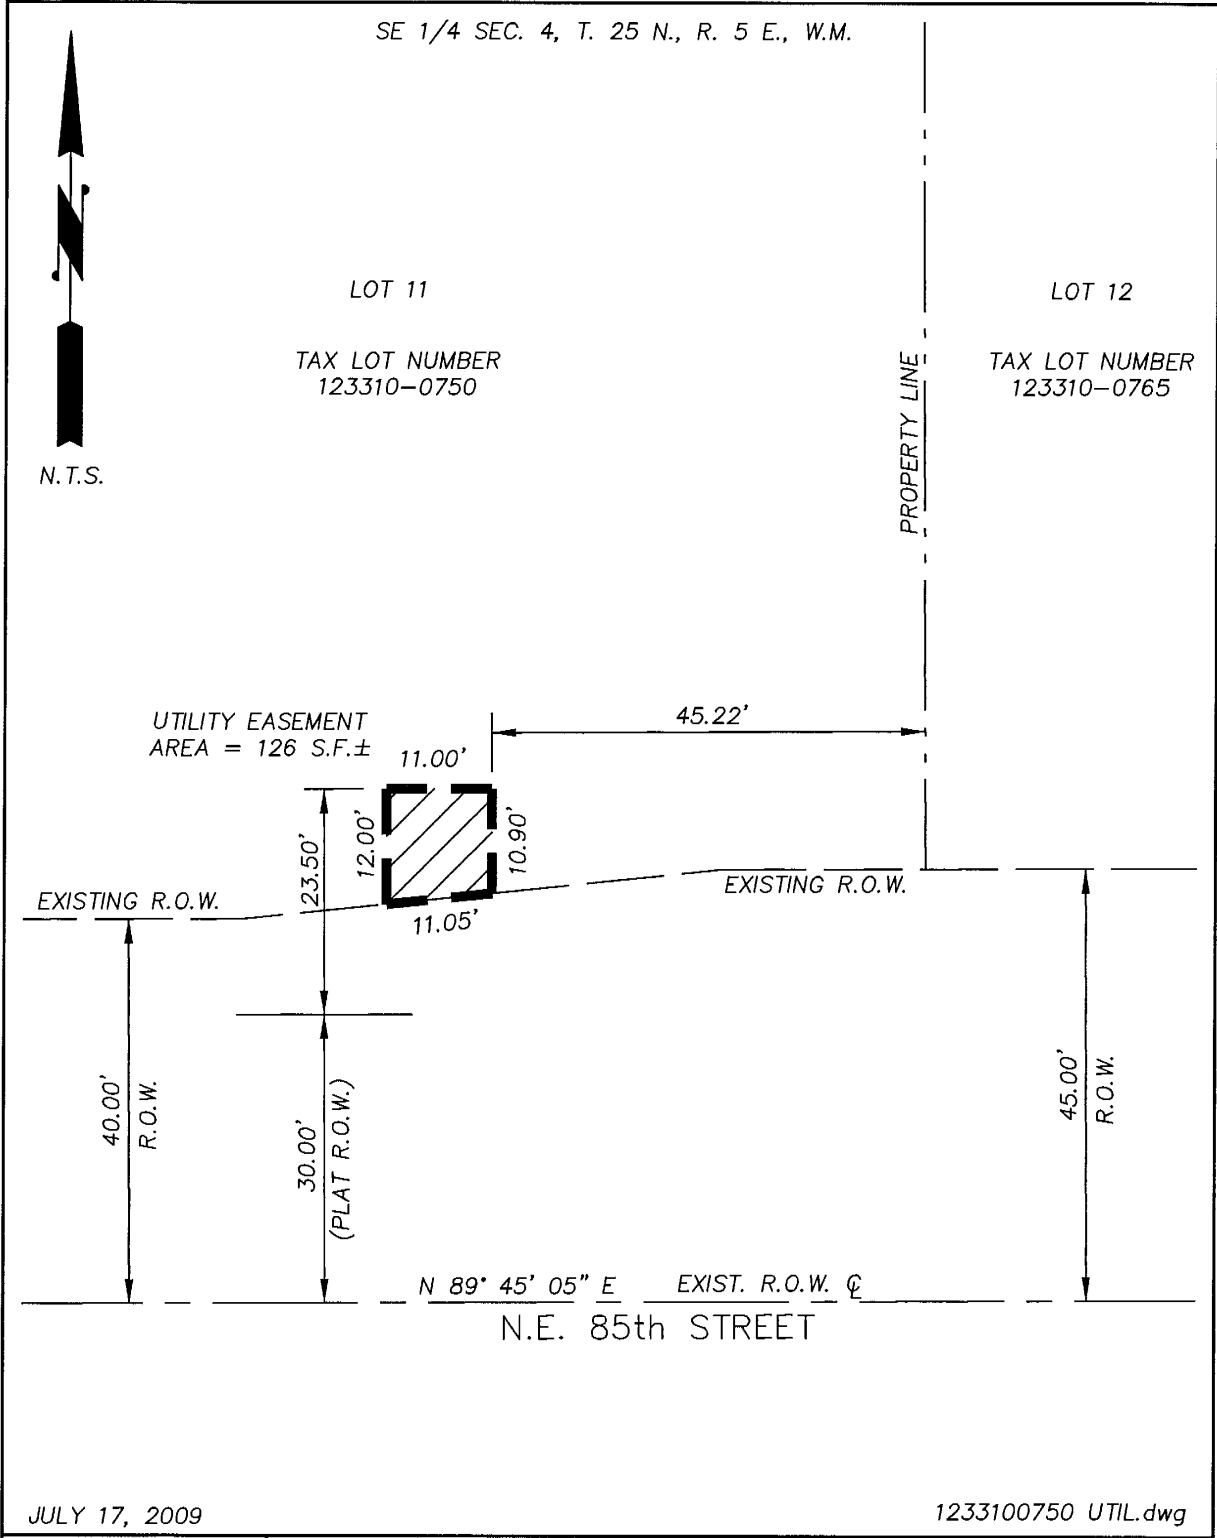 SE 1/4 SEC. 4, T. 25 N., R. 5 E., W.M.
N
N.T.S.
LOT 11
TAX LOT NUMBER
123310-0750
LOT 12
TAX LOT NUMBER
123310-0765
PROPERTY LINE
UTILITY EASEMENT
AREA = 126 S.F.±
11.00'
45.22'
23.50'
12.00'
10.90'
11.05'
EXISTING R.O.W.
EXISTING R.O.W.
40.00'
R.O.W.
30.00'
(PLAT R.O.W.)
45.00'
R.O.W.
N 89° 45' 05" E
EXIST. R.O.W. ℄
N.E. 85th STREET
JULY 17, 2009
1233100750 UTIL.dwg